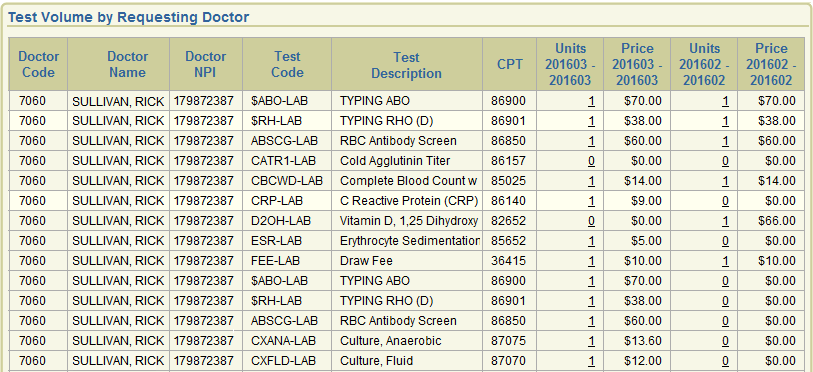 Test Volume by Requesting Doctor
Doctor Code Doctor Name Doctor NPI Test Code Test Description CPT Units 201603 - 201603 Price 201603 - 201603 Units 201602 - 201602 Price 201602 - 201602
7060 SULLIVAN, RICK 179872387 $ABO-LAB TYPING ABO 86900 1 $70.00 1 $70.00
7060 SULLIVAN, RICK 179872387 $RH-LAB TYPING RHO (D) 86901 1 $38.00 1 $38.00
7060 SULLIVAN, RICK 179872387 ABSCG-LAB RBC Antibody Screen 86850 1 $60.00 1 $60.00
7060 SULLIVAN, RICK 179872387 CATR1-LAB Cold Agglutinin Titer 86157 0 $0.00 0 $0.00
7060 SULLIVAN, RICK 179872387 CBCWD-LAB Complete Blood Count w 85025 1 $14.00 1 $14.00
7060 SULLIVAN, RICK 179872387 CRP-LAB C Reactive Protein (CRP) 86140 1 $9.00 0 $0.00
7060 SULLIVAN, RICK 179872387 D2OH-LAB Vitamin D, 1,25 Dihydroxy 82652 0 $0.00 1 $66.00
7060 SULLIVAN, RICK 179872387 ESR-LAB Erythrocyte Sedimentation 85652 1 $5.00 0 $0.00
7060 SULLIVAN, RICK 179872387 FEE-LAB Draw Fee 36415 1 $10.00 1 $10.00
7060 SULLIVAN, RICK 179872387 $ABO-LAB TYPING ABO 86900 1 $70.00 0 $0.00
7060 SULLIVAN, RICK 179872387 $RH-LAB TYPING RHO (D) 86901 1 $38.00 0 $0.00
7060 SULLIVAN, RICK 179872387 ABSCG-LAB RBC Antibody Screen 86850 1 $60.00 0 $0.00
7060 SULLIVAN, RICK 179872387 CXANA-LAB Culture, Anaerobic 87075 1 $13.60 0 $0.00
7060 SULLIVAN, RICK 179872387 CXFLD-LAB Culture, Fluid 87070 1 $12.00 0 $0.00